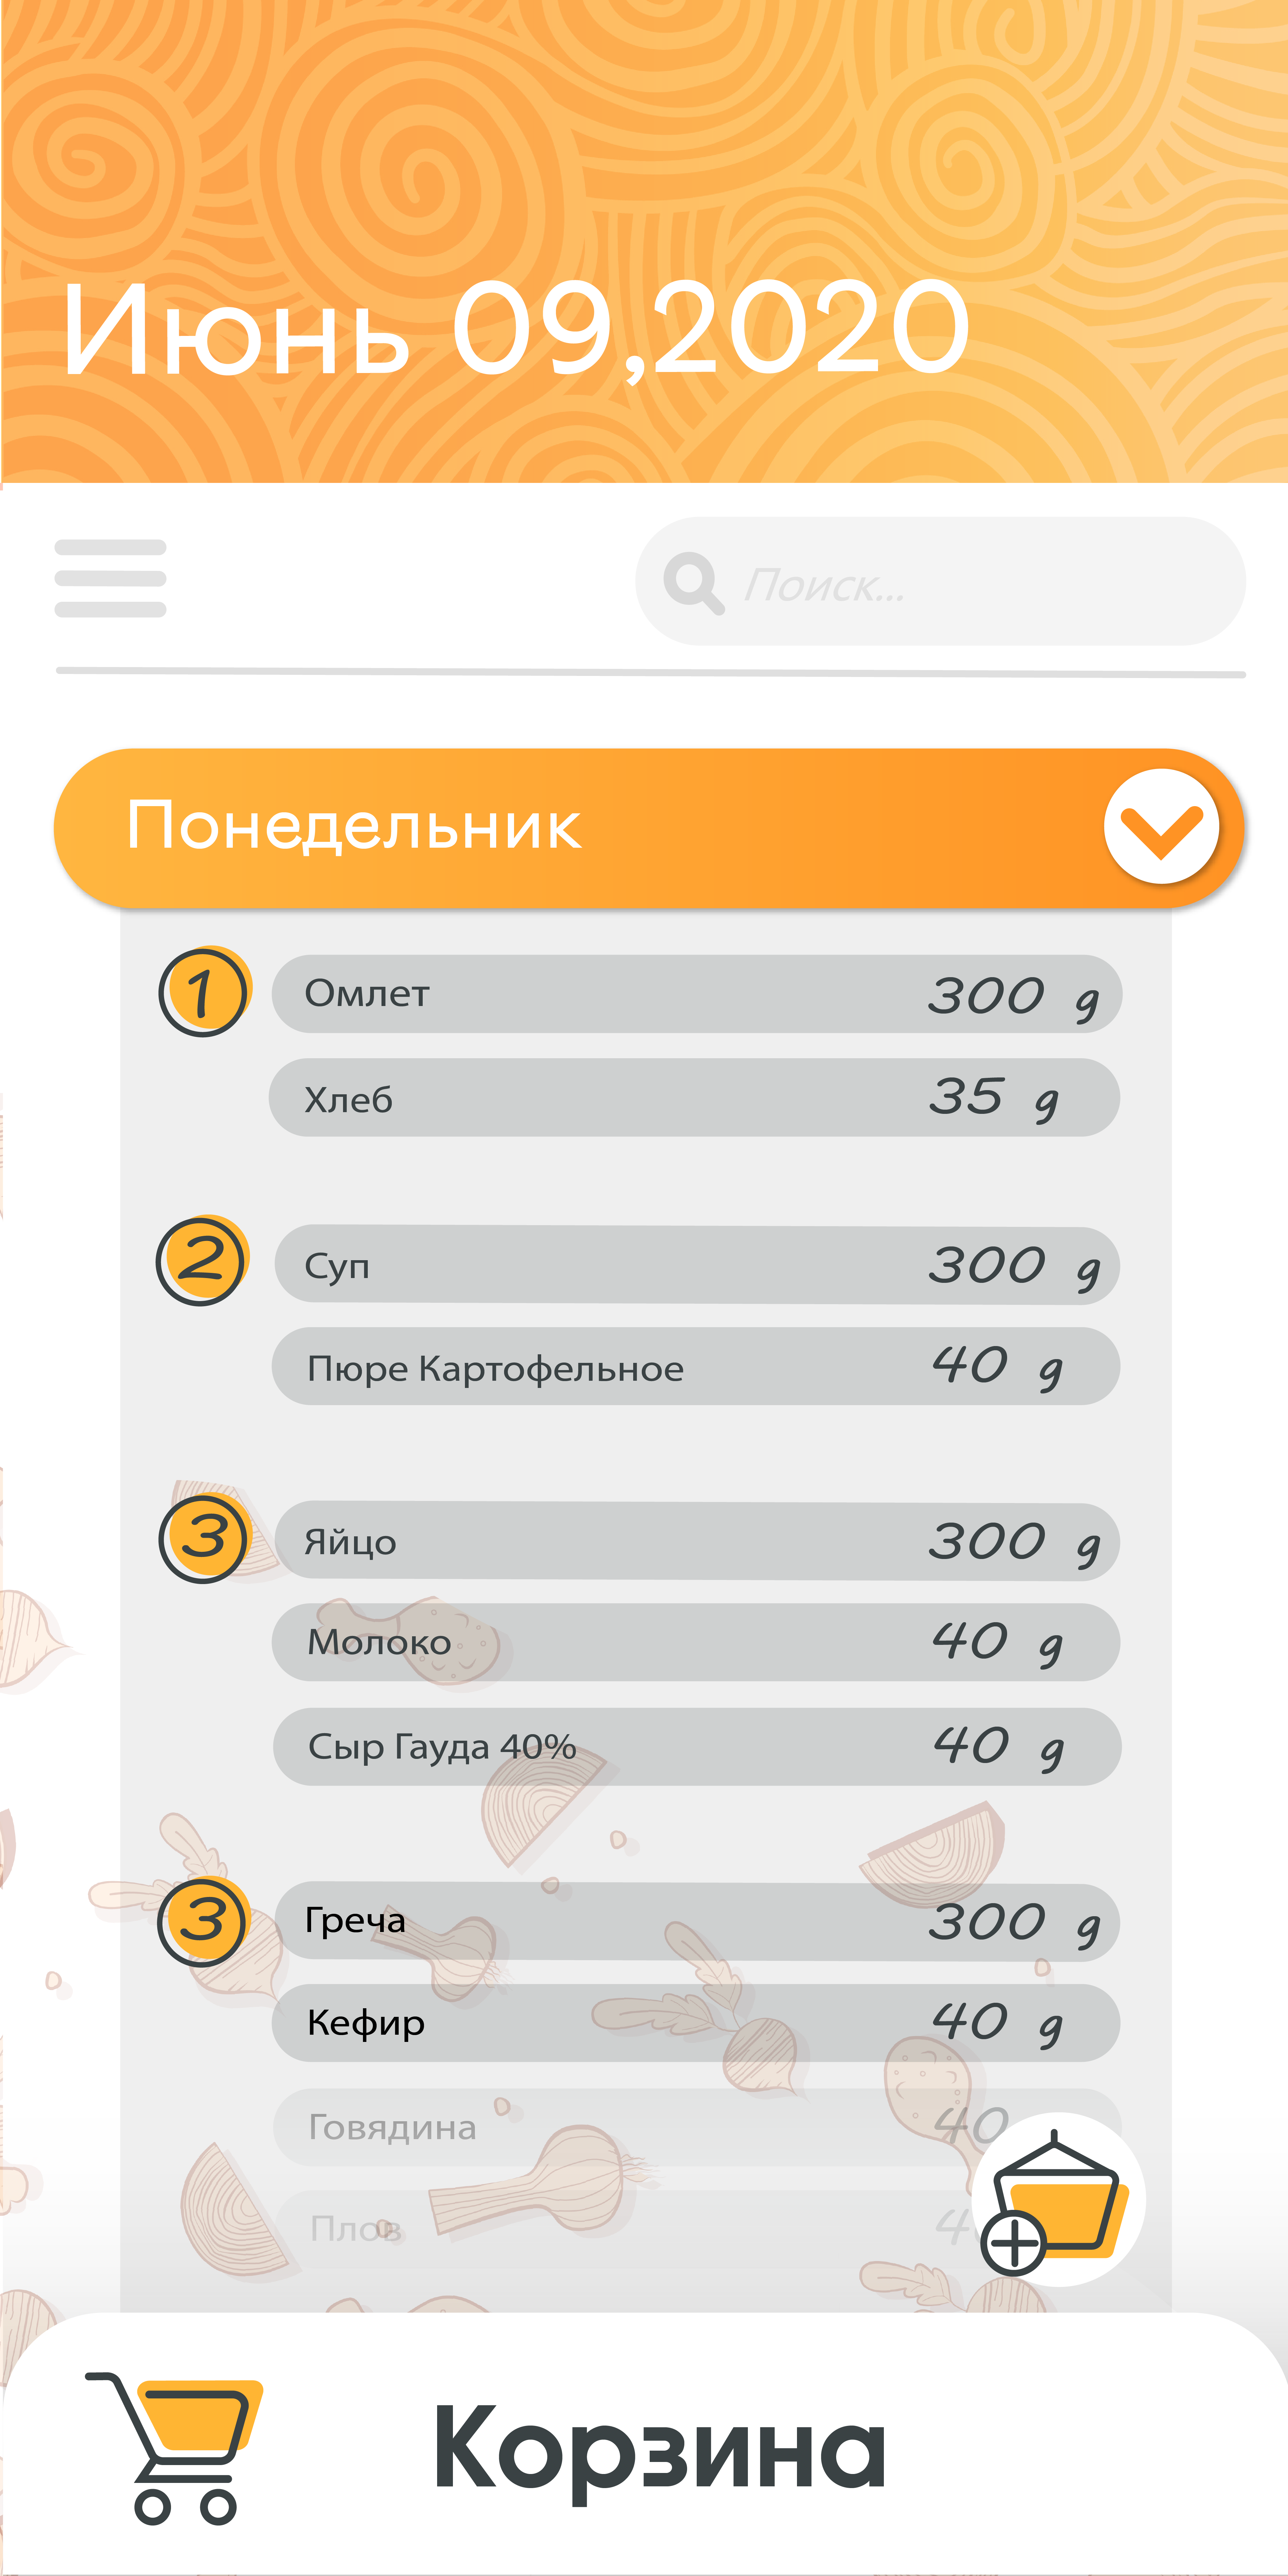 Июнь 09,2020
Поиск...
Понедельник
1 Омлет 300 g
Хлеб 35 g
2 Суп 300 g
Пюре Картофельное 40 g
3 Яйцо 300 g
Молоко 40 g
Сыр Гауда 40% 40 g
3 Греча 300 g
Кефир 40 g
Говядина 40
Плов
Корзина